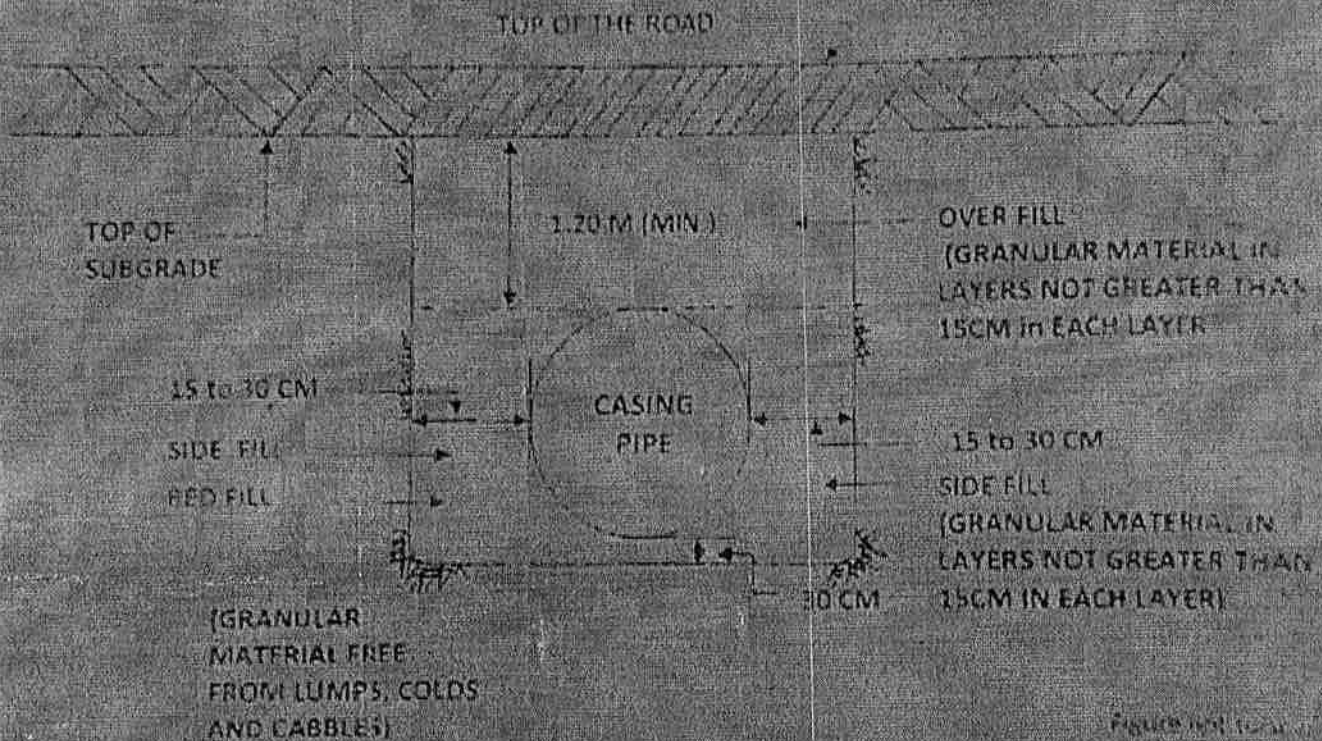 TOP OF THE ROAD
TOP OF
SUBGRADE
1.20 M (MIN.)
OVER FILL
(GRANULAR MATERIAL IN
LAYERS NOT GREATER THAN
15CM in EACH LAYER
15 to 30 CM
SIDE FILL
BED FILL
CASING
PIPE
15 to 30 CM
SIDE FILL
(GRANULAR MATERIAL IN
LAYERS NOT GREATER THAN
15CM IN EACH LAYER)
30 CM
(GRANULAR
MATERIAL FREE
FROM LUMPS, COLDS
AND CABBLES)